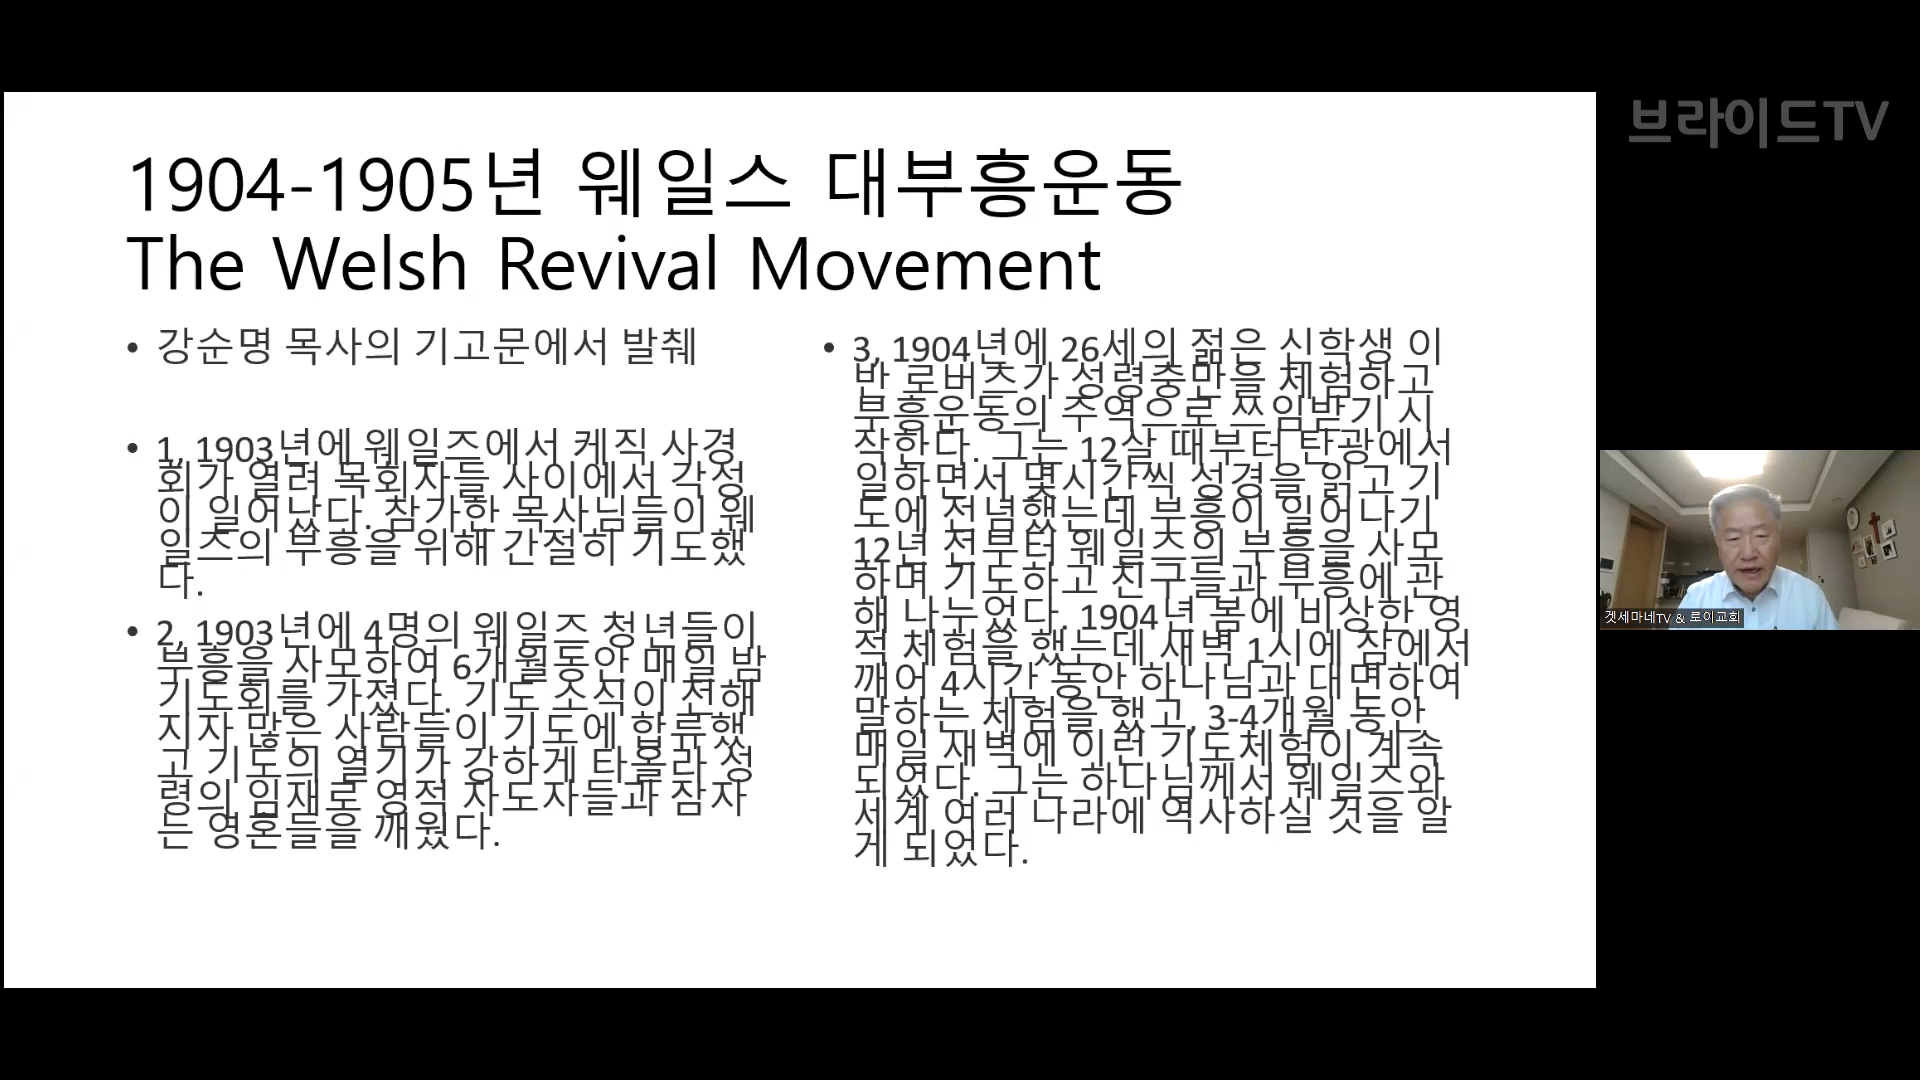 브라이드TV
1904-1905년 웨일스 대부흥운동
The Welsh Revival Movement
• 강순명 목사의 기고문에서 발췌
• 1, 1903년에 웨일즈에서 케직 사경
회가 열려 목회자들 사이에서 각성
이 일어났다. 참가한 목사님들이 웨
일즈의 부흥을 위해 간절히 기도했
다.
• 2, 1903년에 4명의 웨일즈 청년들이
부흥을 사모하여 6개월동안 매일 밤
기도회를 가졌다. 기도 소식이 전해
지자 많은 사람들이 기도에 합류했
고 기도의 열기가 강하게 타올라 성
령의 임재로 영적 지도자들과 잠자
는 영혼들을 깨웠다.
• 3, 1904년에 26세의 젊은 신학생 이
반 로버츠가 성령충만을 체험하고
부흥운동의 주역으로 쓰임받기 시
작한다. 그는 12살 때부터 탄광에서
일하면서 몇시간씩 성경을 읽고 기
도에 전념했는데 부흥이 일어나기
12년 전부터 웨일즈의 부흥을 사모
하며 기도하고 친구들과 부흥에 관
해 나누었다. 1904년 봄에 비상한 영
적 체험을 했는데 새벽 1시에 잠에서
깨어 4시간 동안 하나님과 대면하여
말하는 체험을 했고, 3-4개월 동안
매일 새벽에 이런 기도체험이 계속
되었다. 그는 하나님께서 웨일즈와
세계 여러 나라에 역사하실 것을 알
게 되었다.
겟세마네TV & 로이교회